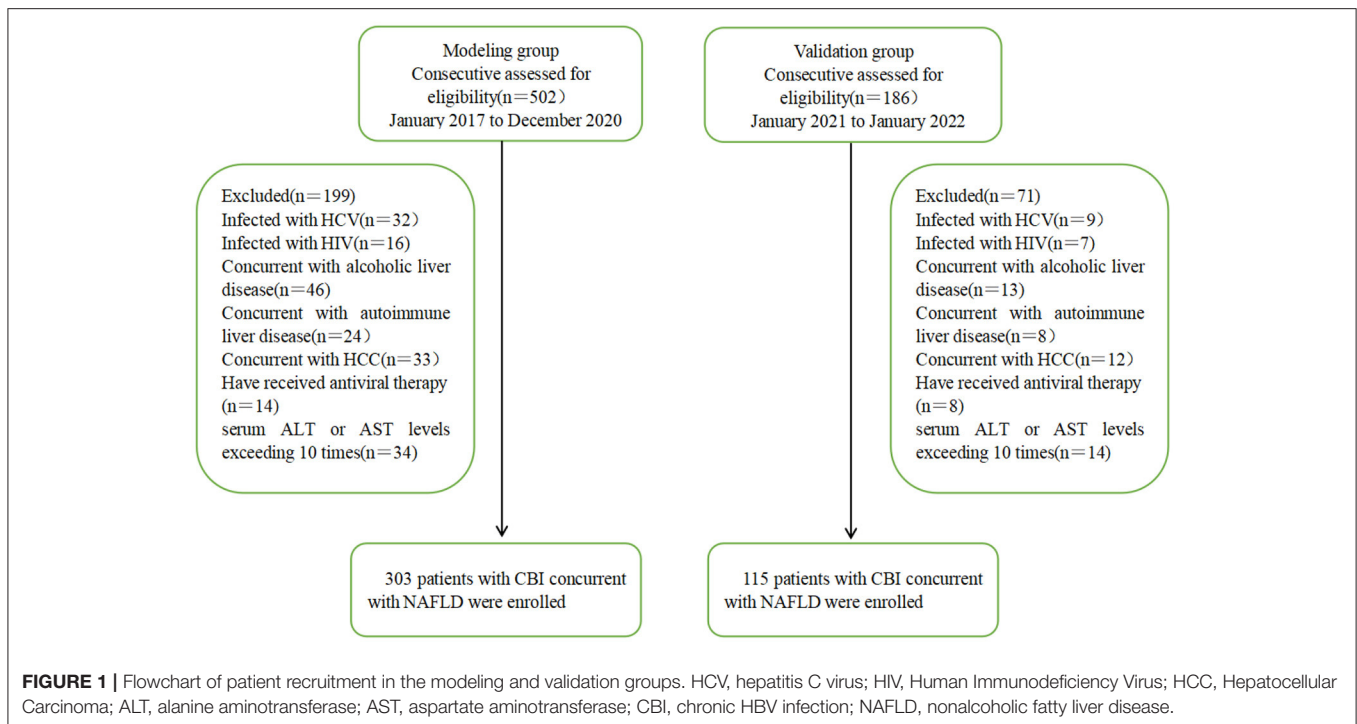 Modeling group
Consecutive assessed for
eligibility(n=502)
January 2017 to December 2020
Validation group
Consecutive assessed for
eligibility(n=186)
January 2021 to January 2022
Excluded(n=199)
Infected with HCV(n=32)
Infected with HIV(n=16)
Concurrent with alcoholic liver
disease(n=46)
Concurrent with autoimmune
liver disease(n=24)
Concurrent with HCC(n=33)
Have received antiviral therapy
(n=14)
serum ALT or AST levels
exceeding 10 times(n=34)
Excluded(n=71)
Infected with HCV(n=9)
Infected with HIV(n=7)
Concurrent with alcoholic liver
disease(n=13)
Concurrent with autoimmune
liver disease(n=8)
Concurrent with HCC(n=12)
Have received antiviral therapy
(n=8)
serum ALT or AST levels
exceeding 10 times(n=14)
303 patients with CBI concurrent
with NAFLD were enrolled
115 patients with CBI concurrent
with NAFLD were enrolled
FIGURE 1 | Flowchart of patient recruitment in the modeling and validation groups. HCV, hepatitis C virus; HIV, Human Immunodeficiency Virus; HCC, Hepatocellular
Carcinoma; ALT, alanine aminotransferase; AST, aspartate aminotransferase; CBI, chronic HBV infection; NAFLD, nonalcoholic fatty liver disease.